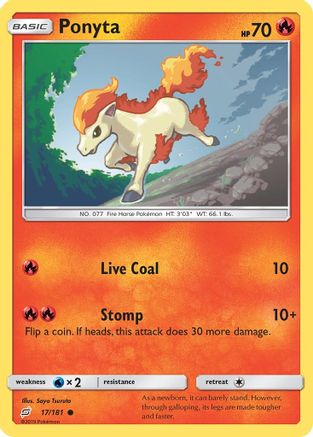 BASIC Ponyta HP70
NO. 077 Fire Horse Pokémon HT: 3'03" WT: 66.1 lbs.
Live Coal 10
Stomp 10+
Flip a coin. If heads, this attack does 30 more damage.
weakness ×2 resistance retreat
Illus. Sayo Tsuruta
17/181
©2019 Pokémon
As a newborn, it can barely stand. However,
through galloping, its legs are made tougher
and faster.